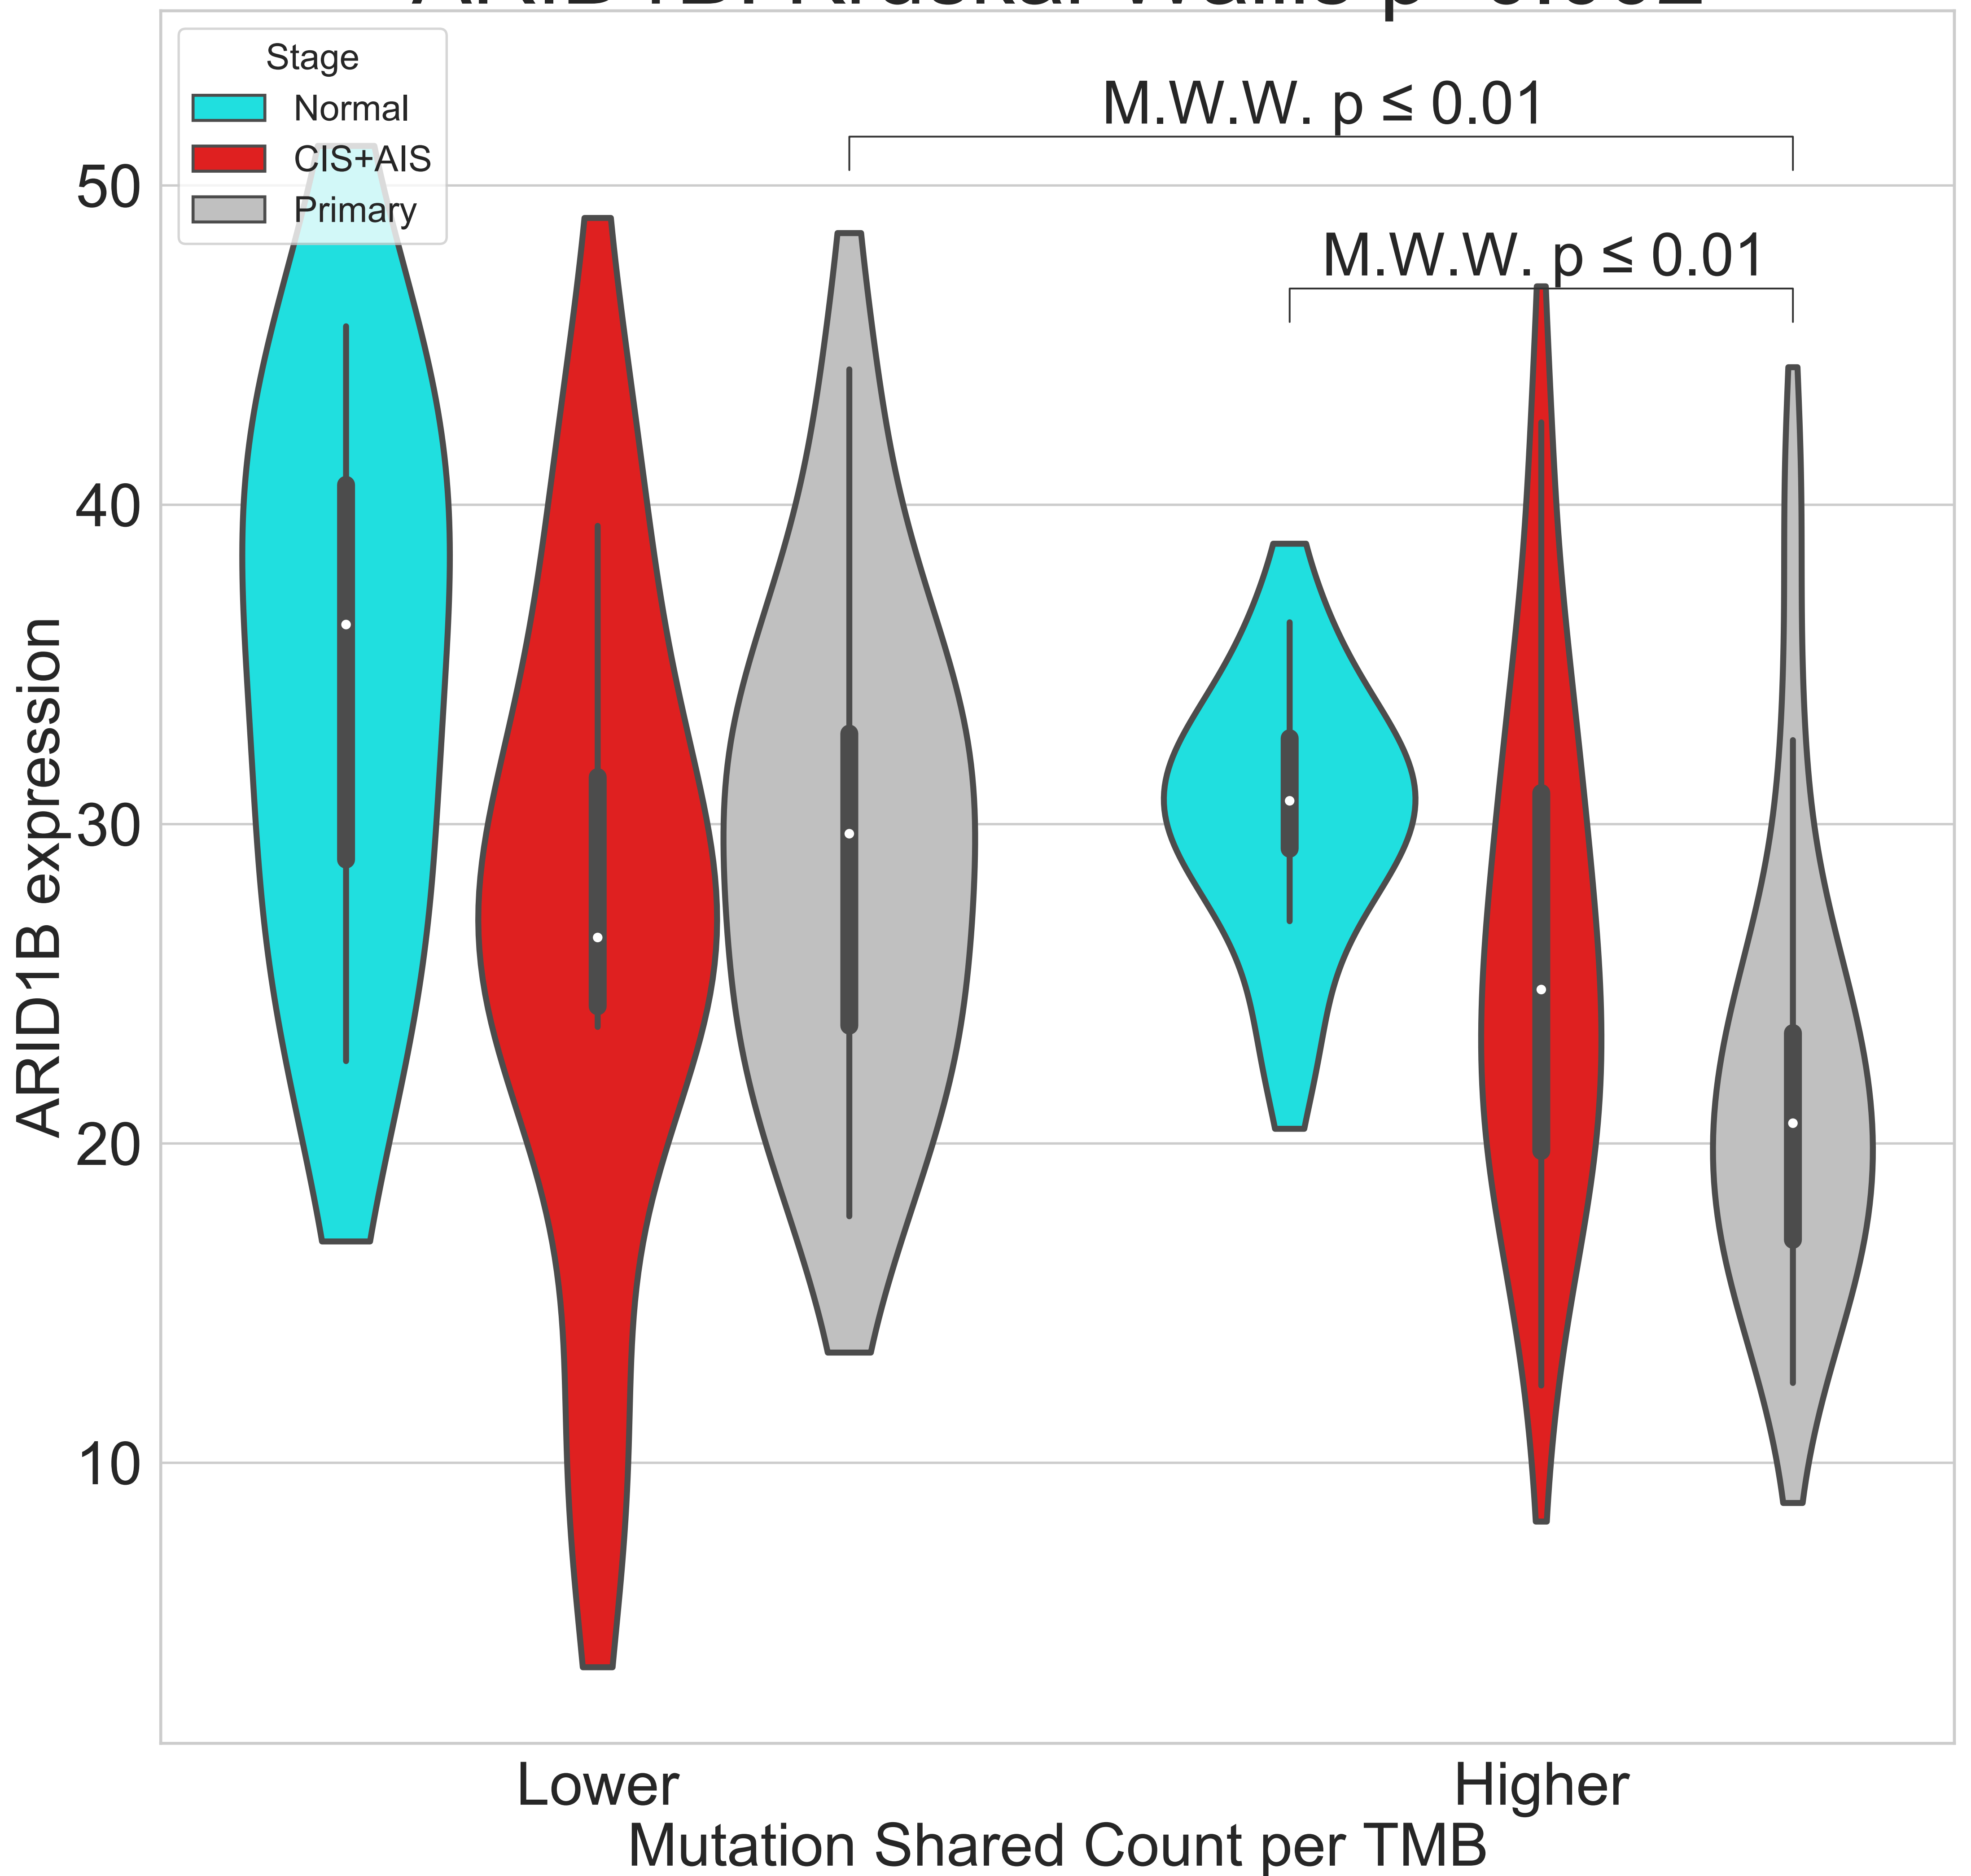 Stage
Normal
CIS+AIS
Primary
M.W.W. p ≤ 0.01
M.W.W. p ≤ 0.01
50
40
30
20
10
ARID1B expression
Lower
Higher
Mutation Shared Count per TMB